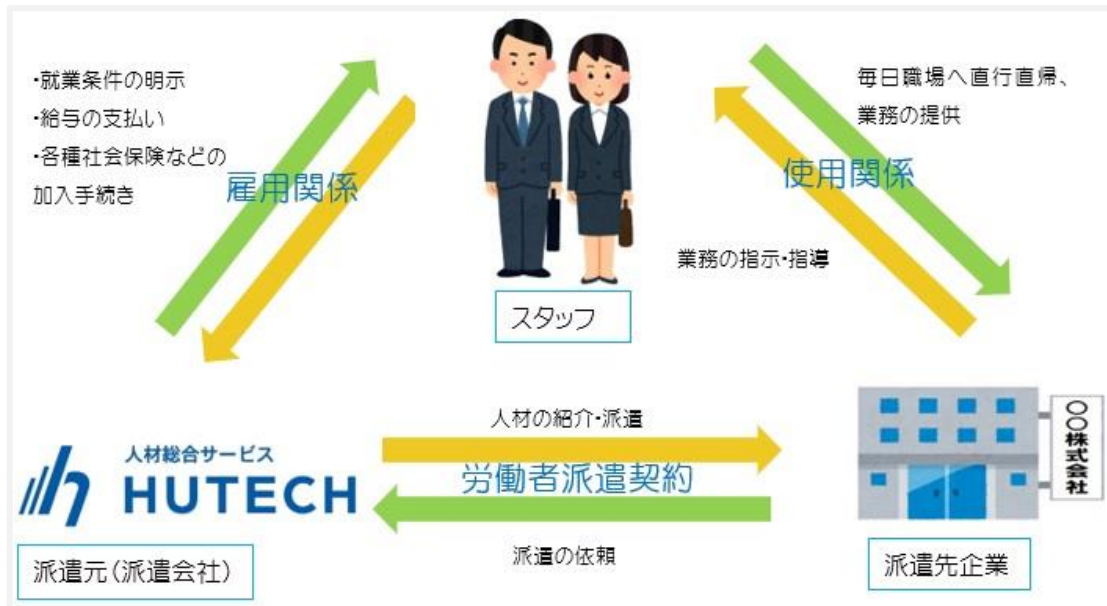 ・就業条件の明示
・給与の支払い
・各種社会保険などの
加入手続き
雇用関係
毎日職場へ直行直帰、
業務の提供
使用関係
業務の指示・指導
スタッフ
人材の紹介・派遣
労働者派遣契約
派遣の依頼
人材総合サービス
HUTECH
派遣元(派遣会社)
〇〇株式会社
派遣先企業